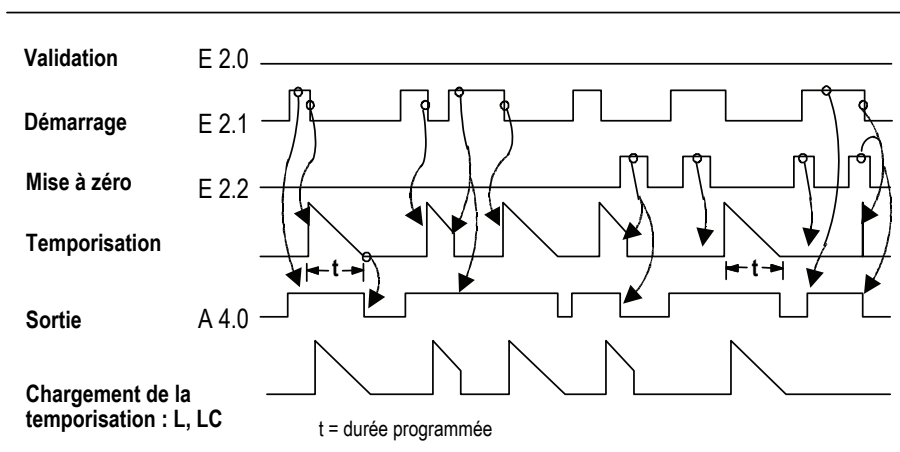 Validation E 2.0
Démarrage E 2.1
Mise à zéro E 2.2
Temporisation
t t
Sortie A 4.0
Chargement de la
temporisation : L, LC
t = durée programmée